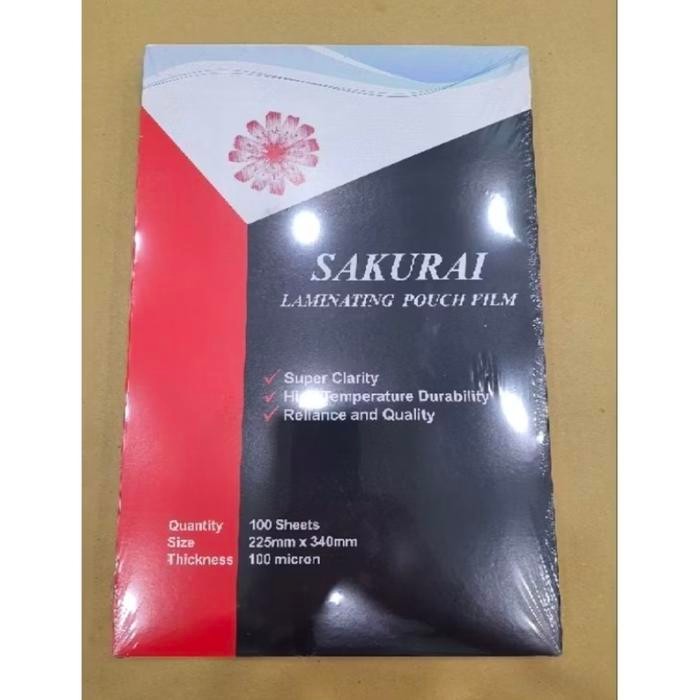 SAKURAI
LAMINATING POUCH FILM
Super Clarity
High Temperature Durability
Reliance and Quality
Quantity 100 Sheets
Size 225mm x 340mm
Thickness 100 micron